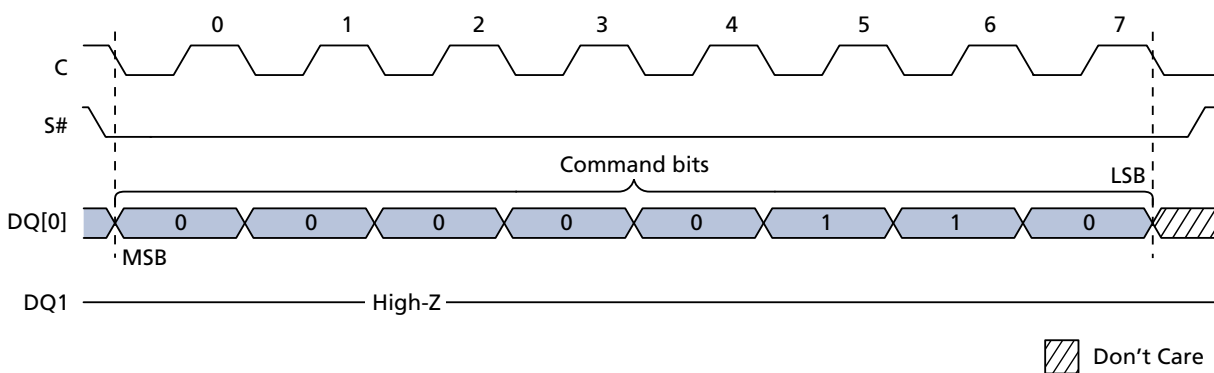 0 1 2 3 4 5 6 7
C
S#
Command bits
LSB
DQ[0] 0 0 0 0 0 1 1 0
MSB
DQ1 High-Z
Don’t Care